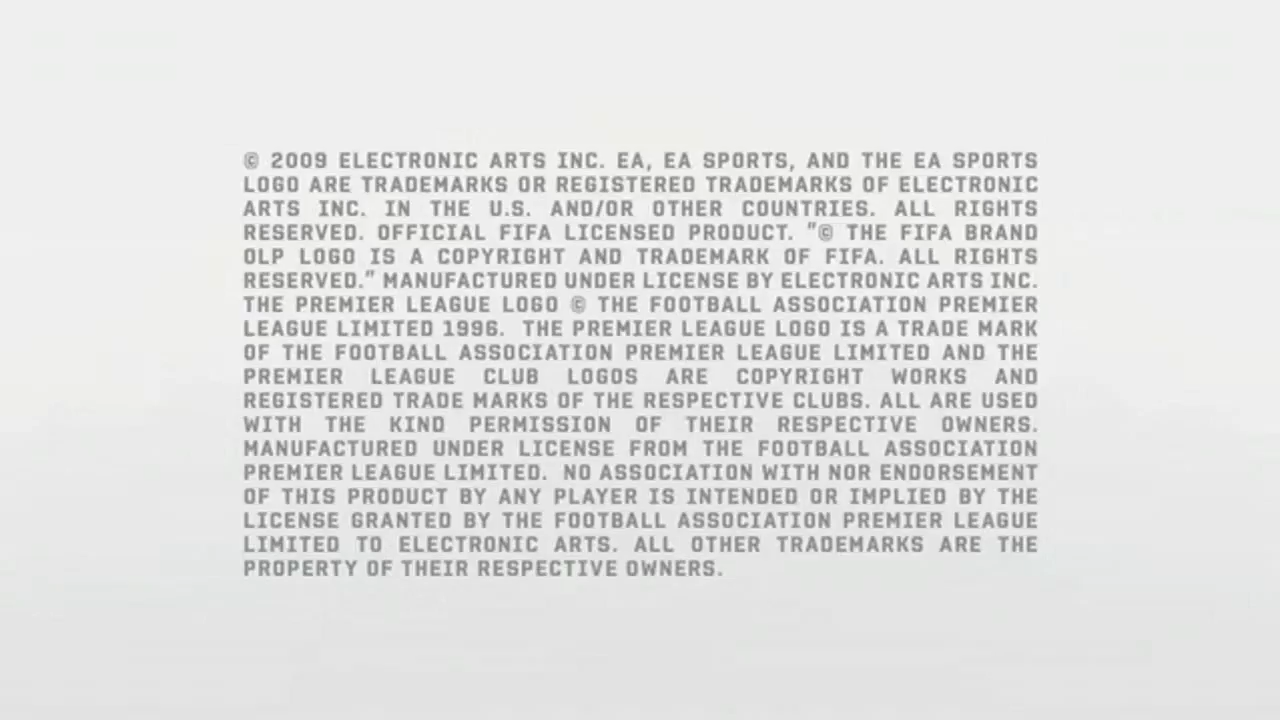 © 2009 ELECTRONIC ARTS INC. EA, EA SPORTS, AND THE EA SPORTS
LOGO ARE TRADEMARKS OR REGISTERED TRADEMARKS OF ELECTRONIC
ARTS INC. IN THE U.S. AND/OR OTHER COUNTRIES. ALL RIGHTS
RESERVED. OFFICIAL FIFA LICENSED PRODUCT. "© THE FIFA BRAND
OLP LOGO IS A COPYRIGHT AND TRADEMARK OF FIFA. ALL RIGHTS
RESERVED." MANUFACTURED UNDER LICENSE BY ELECTRONIC ARTS INC.
THE PREMIER LEAGUE LOGO © THE FOOTBALL ASSOCIATION PREMIER
LEAGUE LIMITED 1996. THE PREMIER LEAGUE LOGO IS A TRADE MARK
OF THE FOOTBALL ASSOCIATION PREMIER LEAGUE LIMITED AND THE
PREMIER LEAGUE CLUB LOGOS ARE COPYRIGHT WORKS AND
REGISTERED TRADE MARKS OF THE RESPECTIVE CLUBS. ALL ARE USED
WITH THE KIND PERMISSION OF THEIR RESPECTIVE OWNERS.
MANUFACTURED UNDER LICENSE FROM THE FOOTBALL ASSOCIATION
PREMIER LEAGUE LIMITED. NO ASSOCIATION WITH NOR ENDORSEMENT
OF THIS PRODUCT BY ANY PLAYER IS INTENDED OR IMPLIED BY THE
LICENSE GRANTED BY THE FOOTBALL ASSOCIATION PREMIER LEAGUE
LIMITED TO ELECTRONIC ARTS. ALL OTHER TRADEMARKS ARE THE
PROPERTY OF THEIR RESPECTIVE OWNERS.